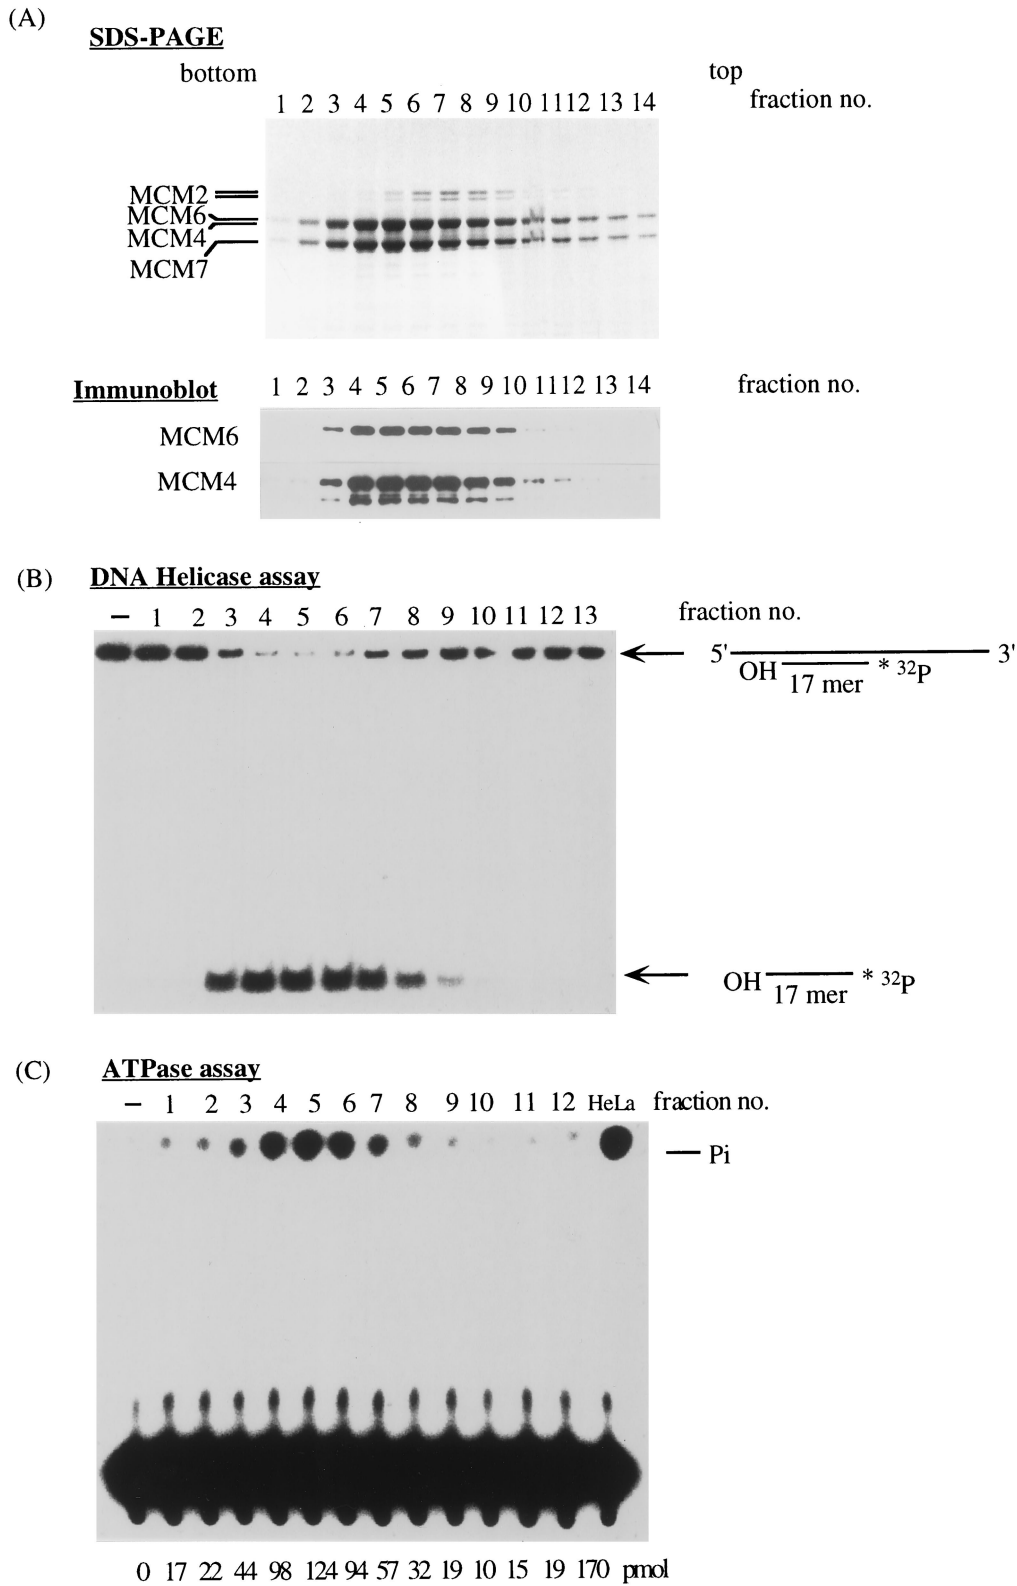 (A)
SDS-PAGE
bottom top
1 2 3 4 5 6 7 8 9 10 11 12 13 14 fraction no.
MCM2
MCM6
MCM4
MCM7
Immunoblot 1 2 3 4 5 6 7 8 9 10 11 12 13 14 fraction no.
MCM6
MCM4
(B) DNA Helicase assay
– 1 2 3 4 5 6 7 8 9 10 11 12 13 fraction no.
5' 3'
OH 17 mer * 32P
OH 17 mer * 32P
(C) ATPase assay
– 1 2 3 4 5 6 7 8 9 10 11 12 HeLa fraction no.
Pi
0 17 22 44 98 124 94 57 32 19 10 15 19 170 pmol